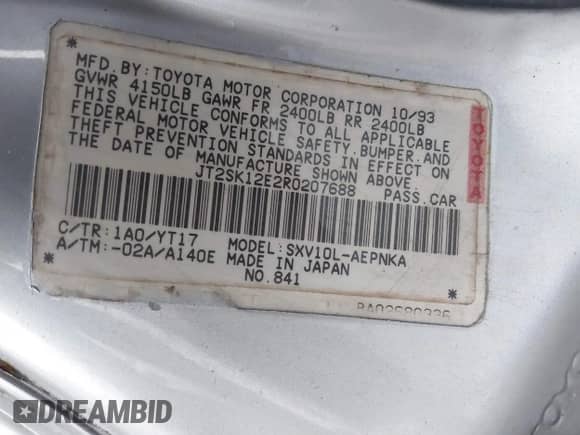 MFD. BY: TOYOTA MOTOR CORPORATION 10/93
GVWR 4150LB GAWR FR 2400LB RR 2400LB
THIS VEHICLE CONFORMS TO ALL APPLICABLE
FEDERAL MOTOR VEHICLE SAFETY, BUMPER, AND
THEFT PREVENTION STANDARDS IN EFFECT ON
THE DATE OF MANUFACTURE SHOWN ABOVE.
JT2SK12E2R0207688 PASS. CAR
TOYOTA
C/TR: 1A0/YT17 MODEL: SXV10L-AEPNKA
A/TM: -02A/A140E MADE IN JAPAN
NO. 841
DREAMBID